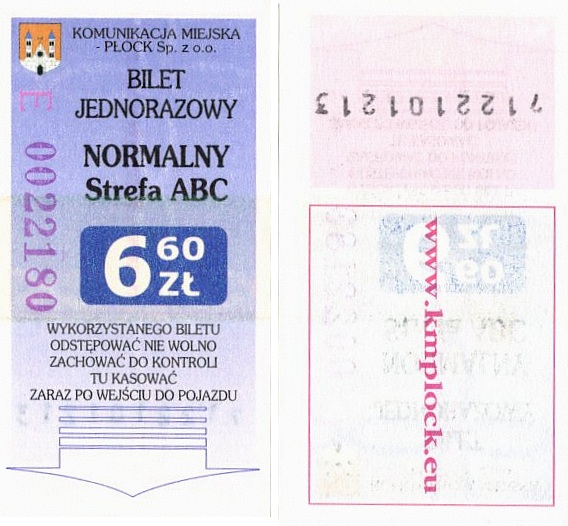 KOMUNIKACJA MIEJSKA
- PŁOCK Sp. z o.o.
BILET
JEDNORAZOWY
NORMALNY
Strefa ABC
E 0022180
6 60
ZŁ
WYKORZYSTANEGO BILETU
ODSTĘPOWAĆ NIE WOLNO
ZACHOWAĆ DO KONTROLI
TU KASOWAĆ
ZARAZ PO WEJŚCIU DO POJAZDU
7122101213
www.kmplock.eu